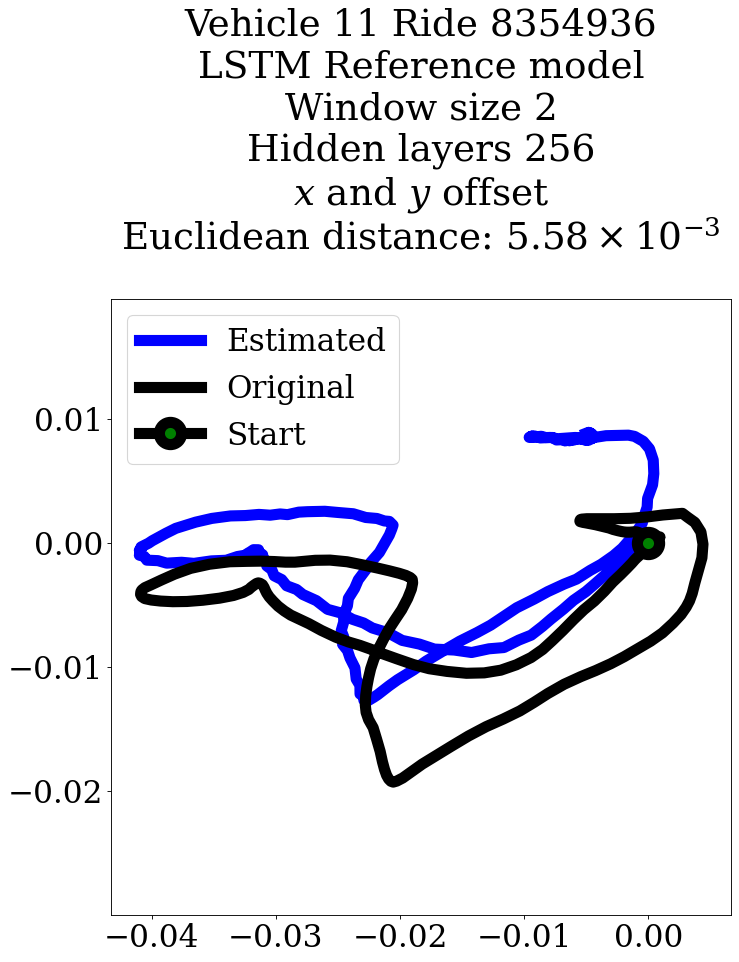 Vehicle 11 Ride 8354936
LSTM Reference model
Window size 2
Hidden layers 256
x and y offset
Euclidean distance: 5.58 × 10⁻³
Estimated
Original
Start
0.01
0.00
−0.01
−0.02
−0.04 −0.03 −0.02 −0.01 0.00